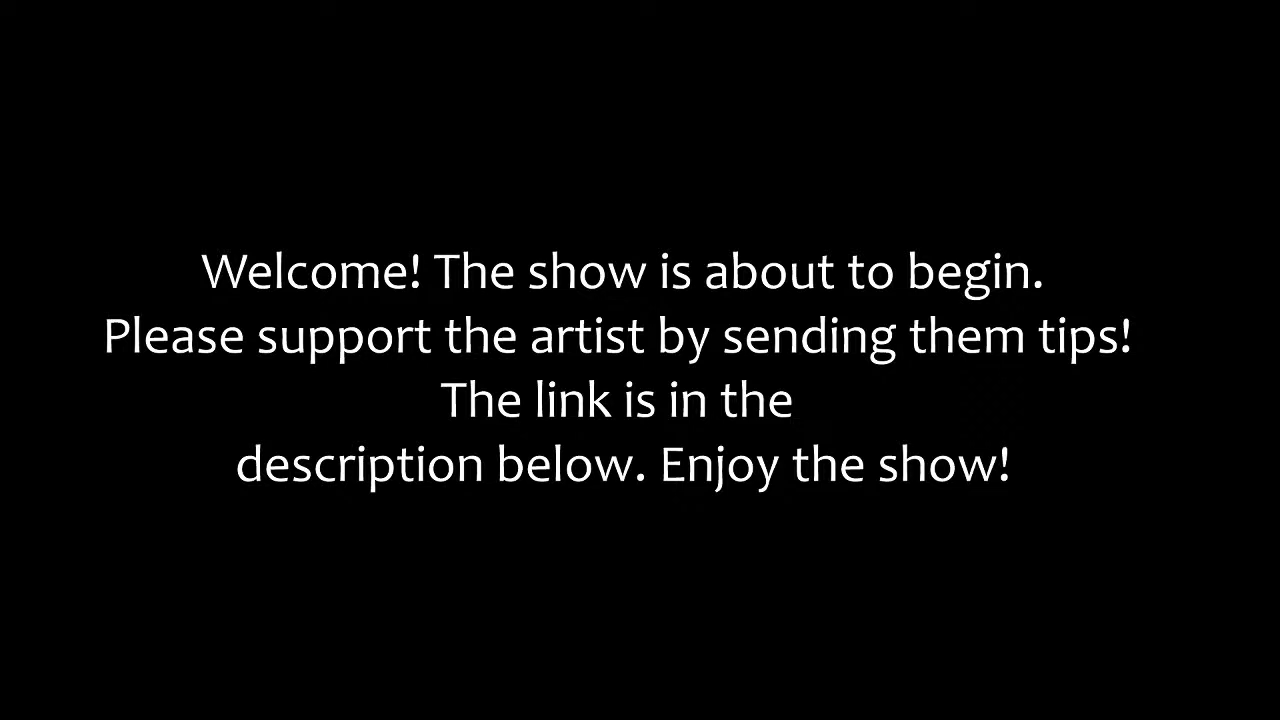 Welcome! The show is about to begin.
Please support the artist by sending them tips!
The link is in the
description below. Enjoy the show!